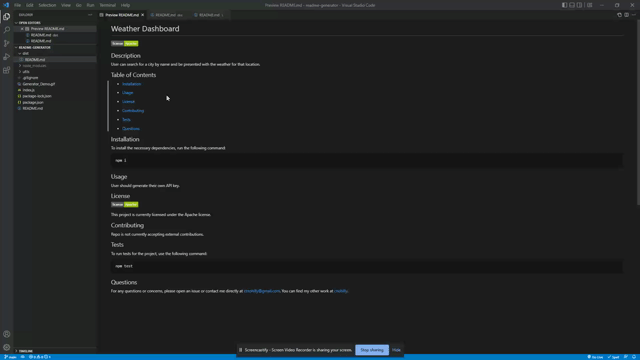 File Edit Selection View Go Run Terminal Help
Preview README.md - readme-generator - Visual Studio Code
EXPLORER
OPEN EDITORS
Preview README.md
README.md dist
README.md
README-GENERATOR
dist
README.md
node_modules
utils
.gitignore
Generator_Demo.gif
index.js
package-lock.json
package.json
README.md
TIMELINE
Preview README.md
README.md dist
README.md
Weather Dashboard
license Apache
Description
User can search for a city by name and be presented with the weather for that location.
Table of Contents
Installation
Usage
License
Contributing
Tests
Questions
Installation
To install the necessary dependencies, run the following command:
npm i
Usage
User should generate their own API key.
License
license Apache
This project is currently licensed under the Apache license.
Contributing
Repo is not currently accepting external contributions.
Tests
To run tests for the project, use the following command:
npm test
Questions
For any questions or concerns, please open an issue or contact me directly at
You can find my other work at
Screencastify - Screen Video Recorder is sharing your screen.
Stop sharing
Hide
main
Go Live
Spell